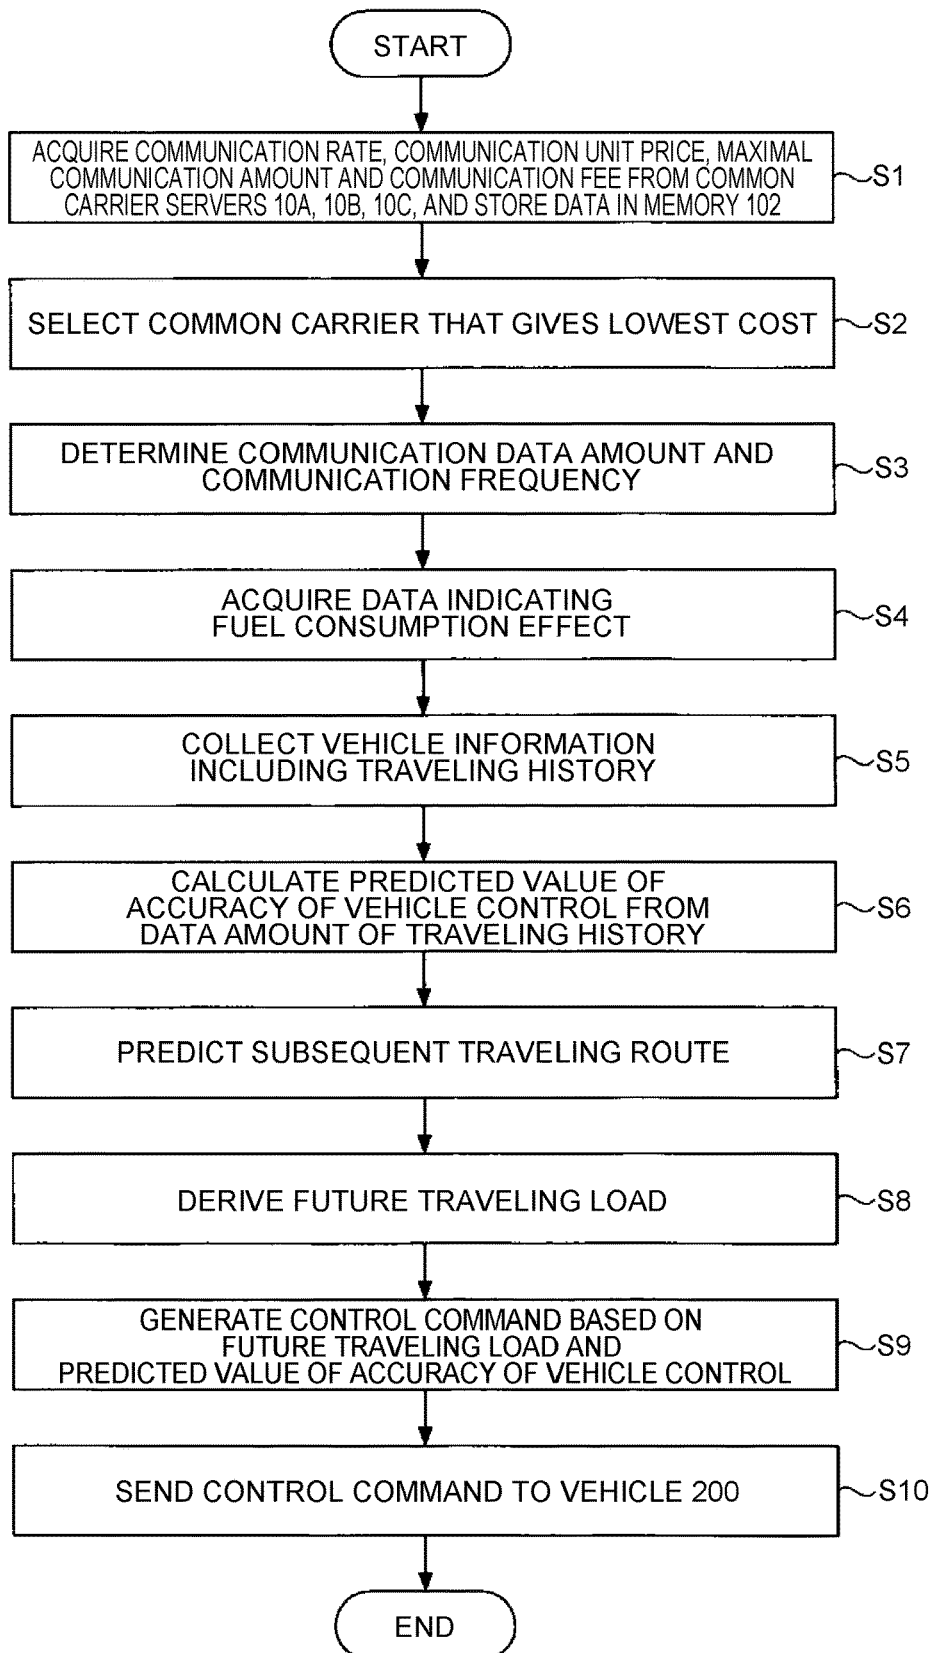 START
ACQUIRE COMMUNICATION RATE, COMMUNICATION UNIT PRICE, MAXIMAL
COMMUNICATION AMOUNT AND COMMUNICATION FEE FROM COMMON
CARRIER SERVERS 10A, 10B, 10C, AND STORE DATA IN MEMORY 102
S1
SELECT COMMON CARRIER THAT GIVES LOWEST COST
S2
DETERMINE COMMUNICATION DATA AMOUNT AND
COMMUNICATION FREQUENCY
S3
ACQUIRE DATA INDICATING
FUEL CONSUMPTION EFFECT
S4
COLLECT VEHICLE INFORMATION
INCLUDING TRAVELING HISTORY
S5
CALCULATE PREDICTED VALUE OF
ACCURACY OF VEHICLE CONTROL FROM
DATA AMOUNT OF TRAVELING HISTORY
S6
PREDICT SUBSEQUENT TRAVELING ROUTE
S7
DERIVE FUTURE TRAVELING LOAD
S8
GENERATE CONTROL COMMAND BASED ON
FUTURE TRAVELING LOAD AND
PREDICTED VALUE OF ACCURACY OF VEHICLE CONTROL
S9
SEND CONTROL COMMAND TO VEHICLE 200
S10
END